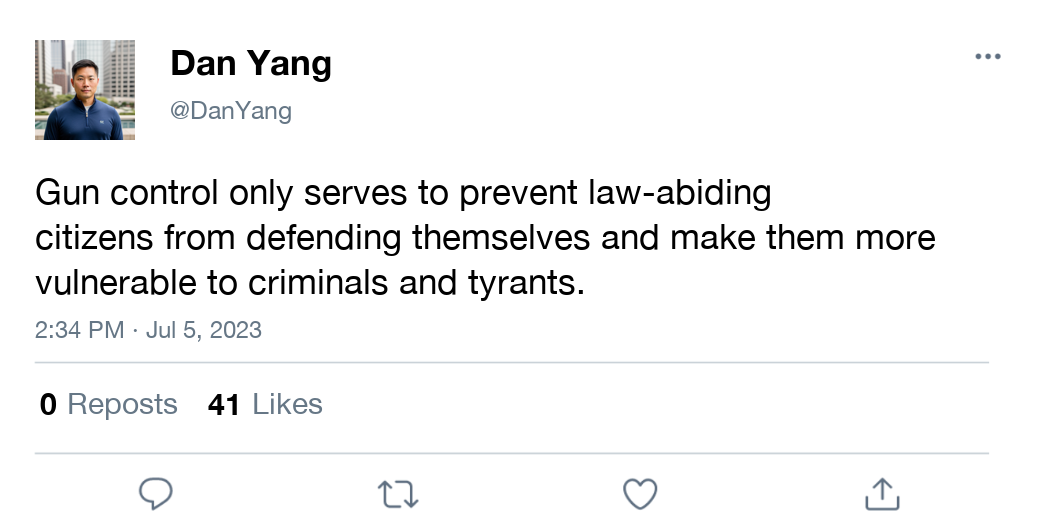 Dan Yang
@DanYang
Gun control only serves to prevent law-abiding
citizens from defending themselves and make them more
vulnerable to criminals and tyrants.
2:34 PM · Jul 5, 2023
0 Reposts 41 Likes